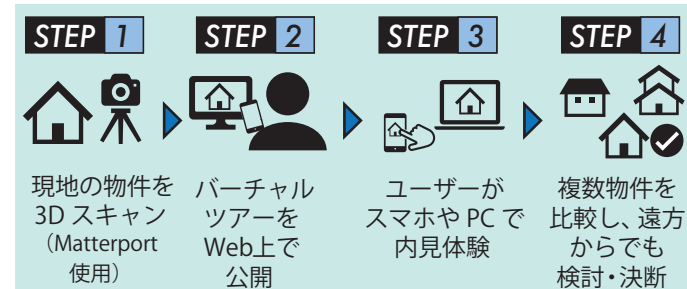 STEP 1
現地の物件を
3D スキャン
（Matterport
使用）
STEP 2
バーチャル
ツアーを
Web上で
公開
STEP 3
ユーザーが
スマホや PC で
内見体験
STEP 4
複数物件を
比較し、遠方
からでも
検討・決断